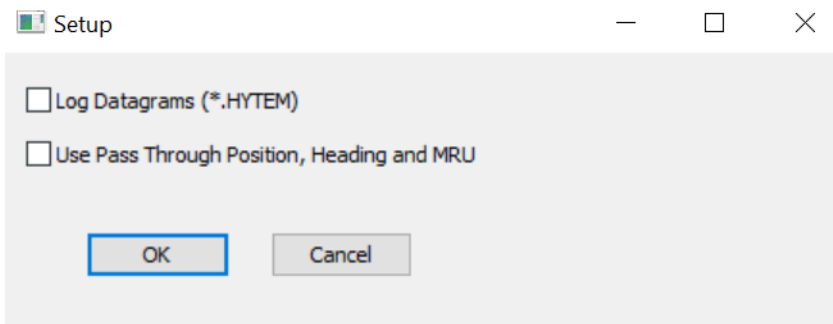 Setup
Log Datagrams (*.HYTEM)
Use Pass Through Position, Heading and MRU
OK Cancel